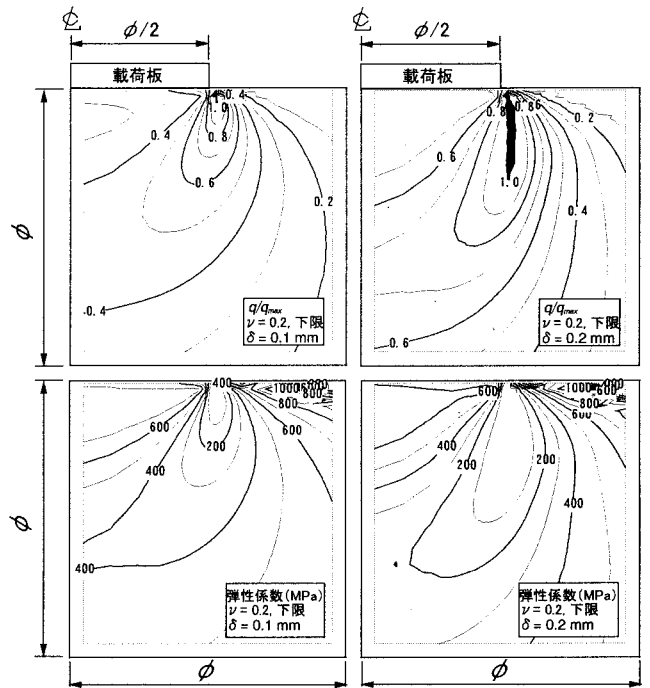 ℄ ℄
φ/2 φ/2
載荷板 載荷板
0.4 0.8 0.86
1.0 0.2
0.4 0.8 0.6
0.6 0.2 1.0 0.4
φ
0.4 0.6
q/qmax
ν=0.2, 下限
δ=0.1 mm
q/qmax
ν=0.2, 下限
δ=0.2 mm
400 1000 800 600 1000 600
600 800 600 400 800
400 200 600 200 200 400
φ
400
弾性係数(MPa)
ν=0.2, 下限
δ=0.1 mm
弾性係数(MPa)
ν=0.2, 下限
δ=0.2 mm
φ φ